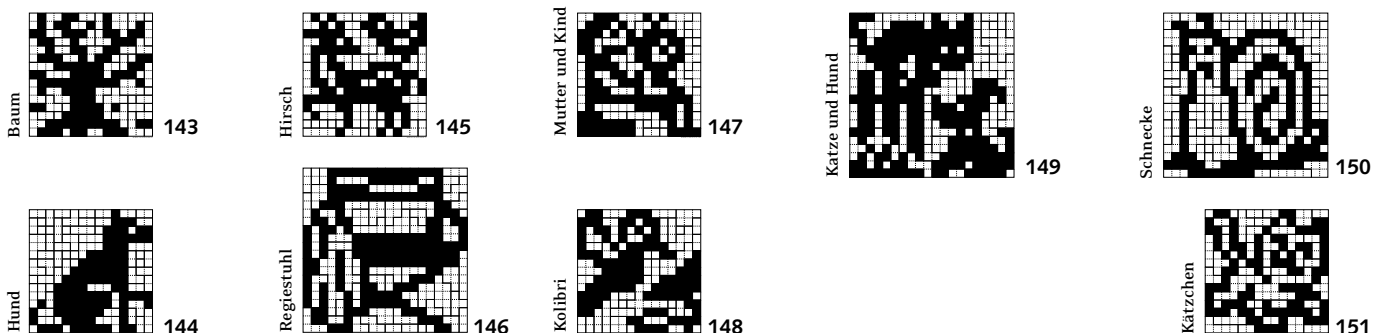 Baum
143
Hirsch
145
Mutter und Kind
147
Katze und Hund
149
Schnecke
150
Hund
144
Regiestuhl
146
Kolibri
148
Kätzchen
151